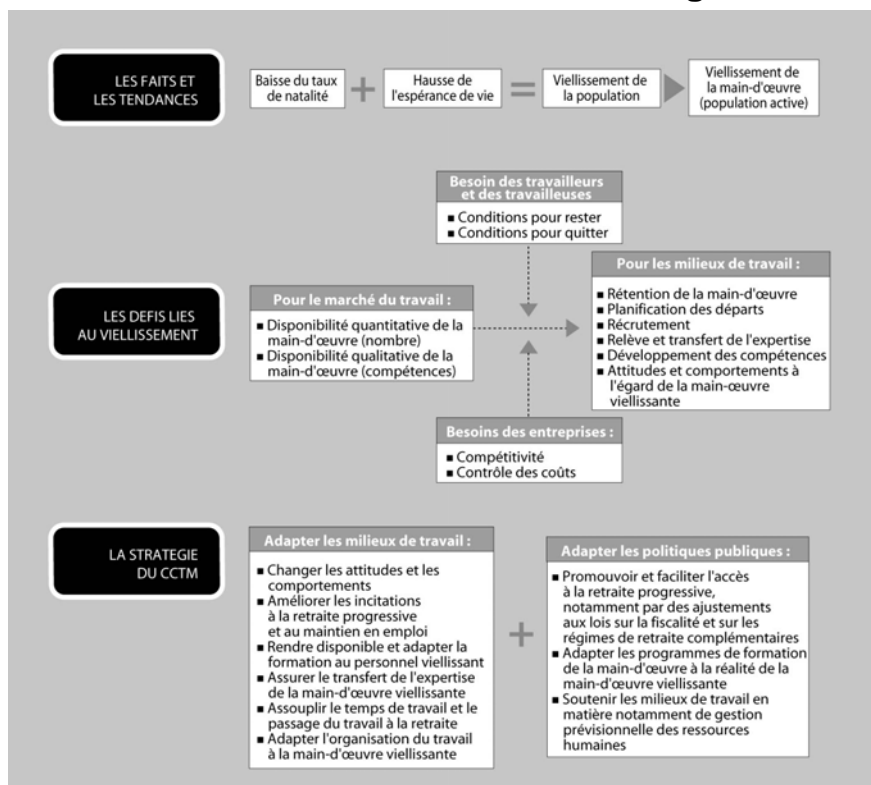 LES FAITS ET
LES TENDANCES
Baisse du taux
de natalité
+
Hausse de
l'espérance de vie
=
Viellissement de
la population
Viellissement de
la main-d'œuvre
(population active)
Besoin des travailleurs
et des travailleuses
■ Conditions pour rester
■ Conditions pour quitter
LES DEFIS LIES
AU VIELLISSEMENT
Pour le marché du travail :
■ Disponibilité quantitative de la
main-d'œuvre (nombre)
■ Disponibilité qualitative de la
main-d'œuvre (compétences)
Pour les milieux de travail :
■ Rétention de la main-d'œuvre
■ Planification des départs
■ Récrutement
■ Relève et transfert de l'expertise
■ Développement des compétences
■ Attitudes et comportements à
l'égard de la main-œuvre
viellissante
Besoins des entreprises :
■ Compétitivité
■ Contrôle des coûts
LA STRATEGIE
DU CCTM
Adapter les milieux de travail :
■ Changer les attitudes et les
comportements
■ Améliorer les incitations
à la retraite progressive
et au maintien en emploi
■ Rendre disponible et adapter la
formation au personnel viellissant
■ Assurer le transfert de l'expertise
de la main-d'œuvre viellissante
■ Assouplir le temps de travail et le
passage du travail à la retraite
■ Adapter l'organisation du travail
à la main-d'œuvre viellissante
+
Adapter les politiques publiques :
■ Promouvoir et faciliter l'accès
à la retraite progressive,
notamment par des ajustements
aux lois sur la fiscalité et sur les
régimes de retraite complémentaires
■ Adapter les programmes de formation
de la main-d'œuvre à la réalité de la
main-d'œuvre viellissante
■ Soutenir les milieux de travail en
matière notamment de gestion
prévisionnelle des ressources
humaines